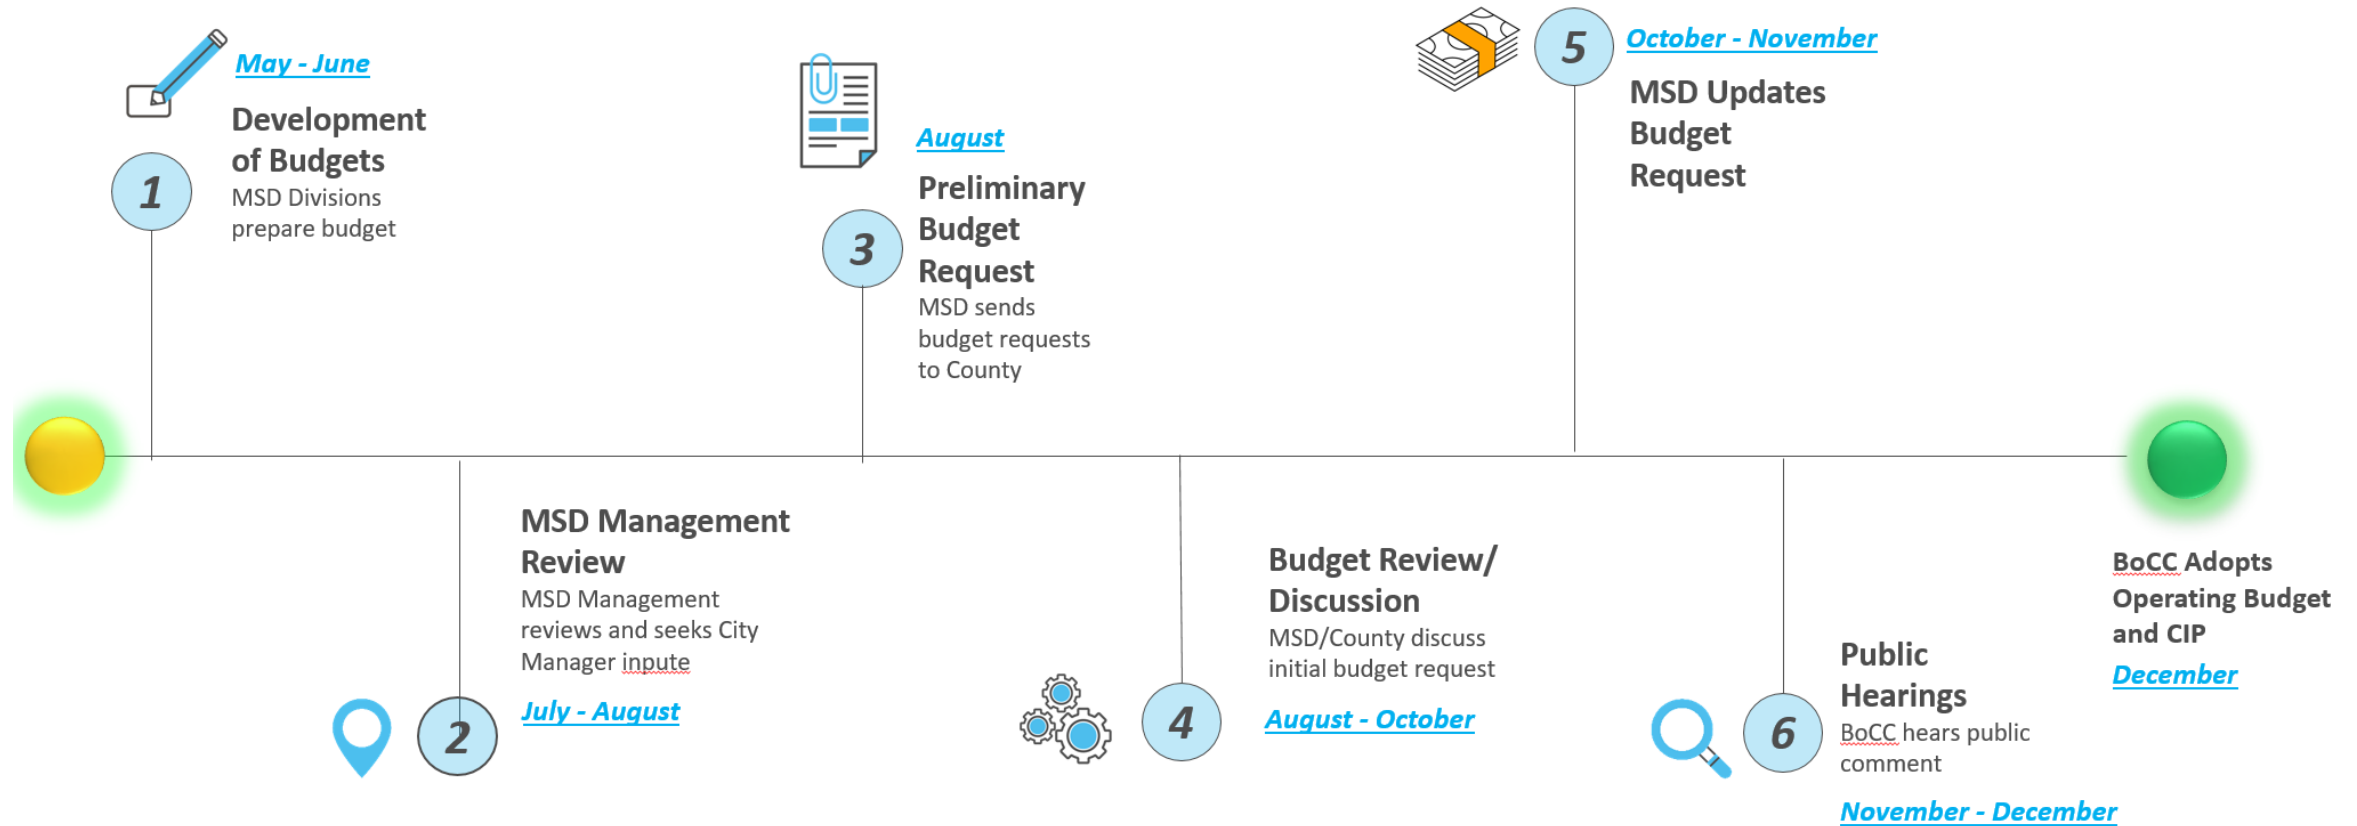 May - June
Development
of Budgets
MSD Divisions
prepare budget
1
MSD Management
Review
MSD Management
reviews and seeks City
Manager inpute
July - August
2
August
Preliminary
Budget
Request
MSD sends
budget requests
to County
3
Budget Review/
Discussion
MSD/County discuss
initial budget request
August - October
4
5
October - November
MSD Updates
Budget
Request
Public
Hearings
BoCC hears public
comment
November - December
6
BoCC Adopts
Operating Budget
and CIP
December